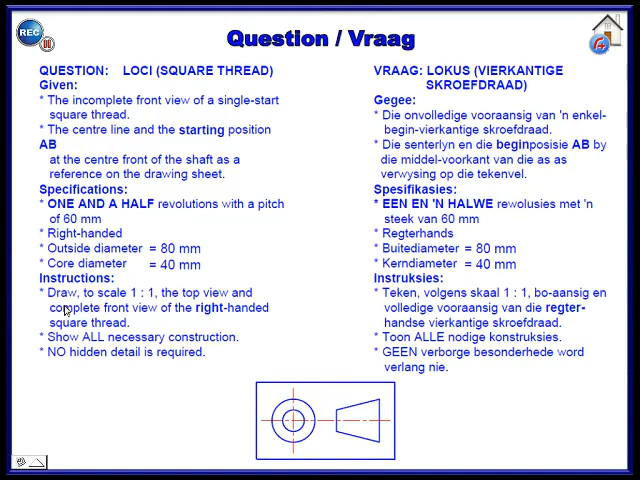 REC
Question / Vraag
QUESTION: LOCI (SQUARE THREAD)
Given:
* The incomplete front view of a single-start
square thread.
* The centre line and the starting position
AB
at the centre front of the shaft as a
reference on the drawing sheet.
Specifications:
* ONE AND A HALF revolutions with a pitch
of 60 mm
* Right-handed
* Outside diameter = 80 mm
* Core diameter = 40 mm
Instructions:
* Draw, to scale 1 : 1, the top view and
complete front view of the right-handed
square thread.
* Show ALL necessary construction.
* NO hidden detail is required.
VRAAG: LOKUS (VIERKANTIGE
SKROEFDRAAD)
Gegee:
* Die onvolledige vooraansig van 'n enkel-
begin-vierkantige skroefdraad.
* Die senterlyn en die beginposisie AB by
die middel-voorkant van die as as
verwysing op die tekenvel.
Spesifikasies:
* EEN EN 'N HALWE rewolusies met 'n
steek van 60 mm
* Regterhands
* Buitediameter = 80 mm
* Kerndiameter = 40 mm
Instruksies:
* Teken, volgens skaal 1 : 1, bo-aansig en
volledige vooraansig van die regter-
handse vierkantige skroefdraad.
* Toon ALLE nodige konstruksies.
* GEEN verborge besonderhede word
verlang nie.